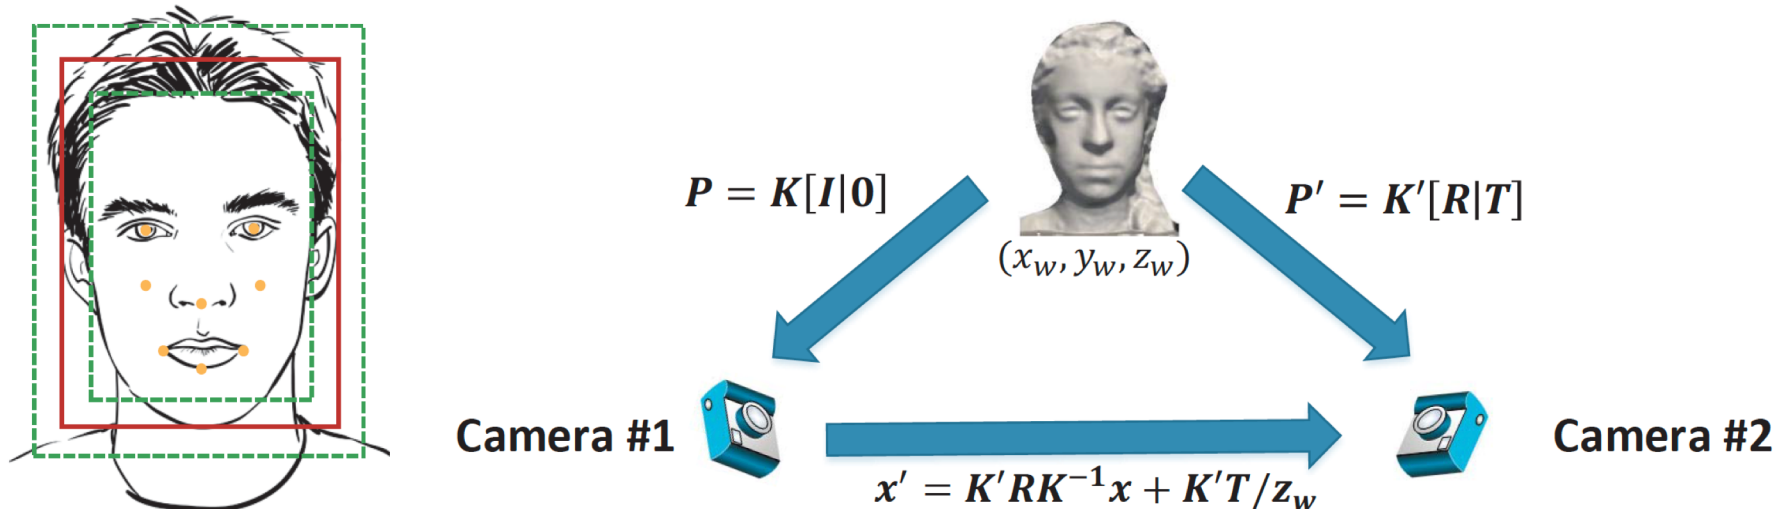 P = K[I|0]
P′ = K′[R|T]
(x_w, y_w, z_w)
Camera #1
Camera #2
x′ = K′RK⁻¹x + K′T/z_w